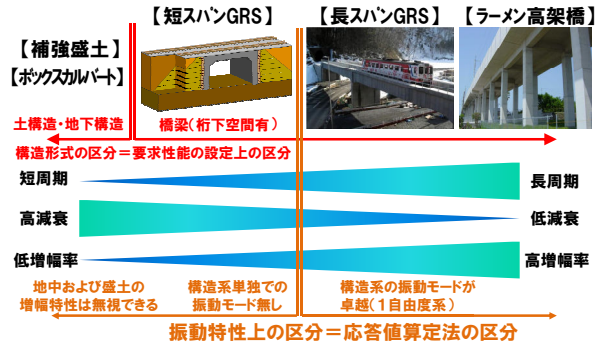 【補強盛土】
【ボックスカルバート】
【短スパンGRS】
【長スパンGRS】
【ラーメン高架橋】
土構造・地下構造
橋梁(桁下空間有)
構造形式の区分=要求性能の設定上の区分
短周期
長周期
高減衰
低減衰
低増幅率
高増幅率
地中および盛土の
増幅特性は無視できる
構造系単独での
振動モード無し
構造系の振動モードが
卓越(1自由度系)
振動特性上の区分=応答値算定法の区分